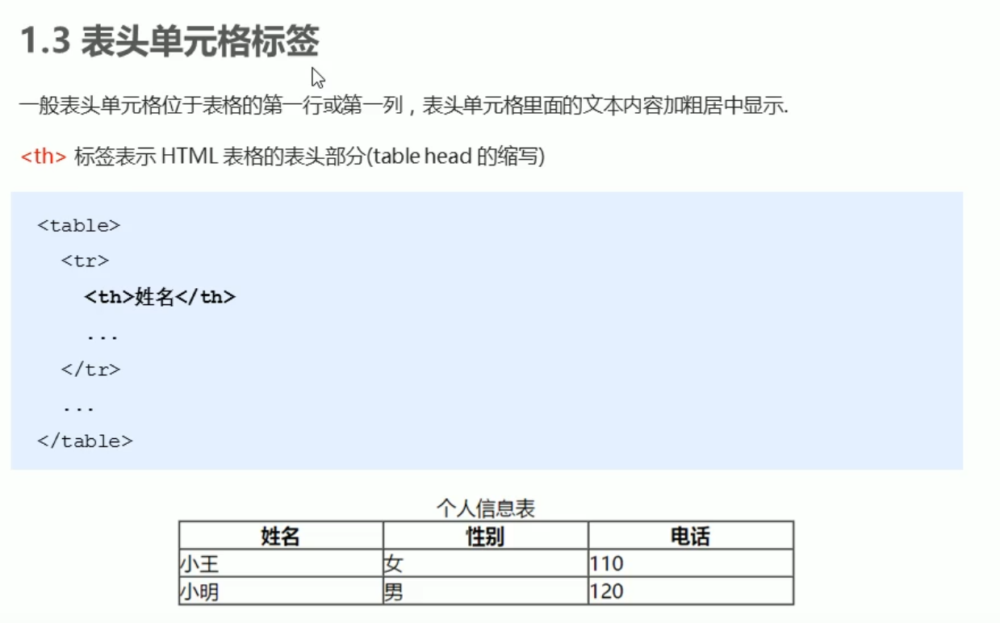 1.3 表头单元格标签
一般表头单元格位于表格的第一行或第一列，表头单元格里面的文本内容加粗居中显示.
<th> 标签表示 HTML 表格的表头部分(table head 的缩写)
<table>
<tr>
<th>姓名</th>
...
</tr>
...
</table>
个人信息表
姓名 性别 电话
小王 女 110
小明 男 120